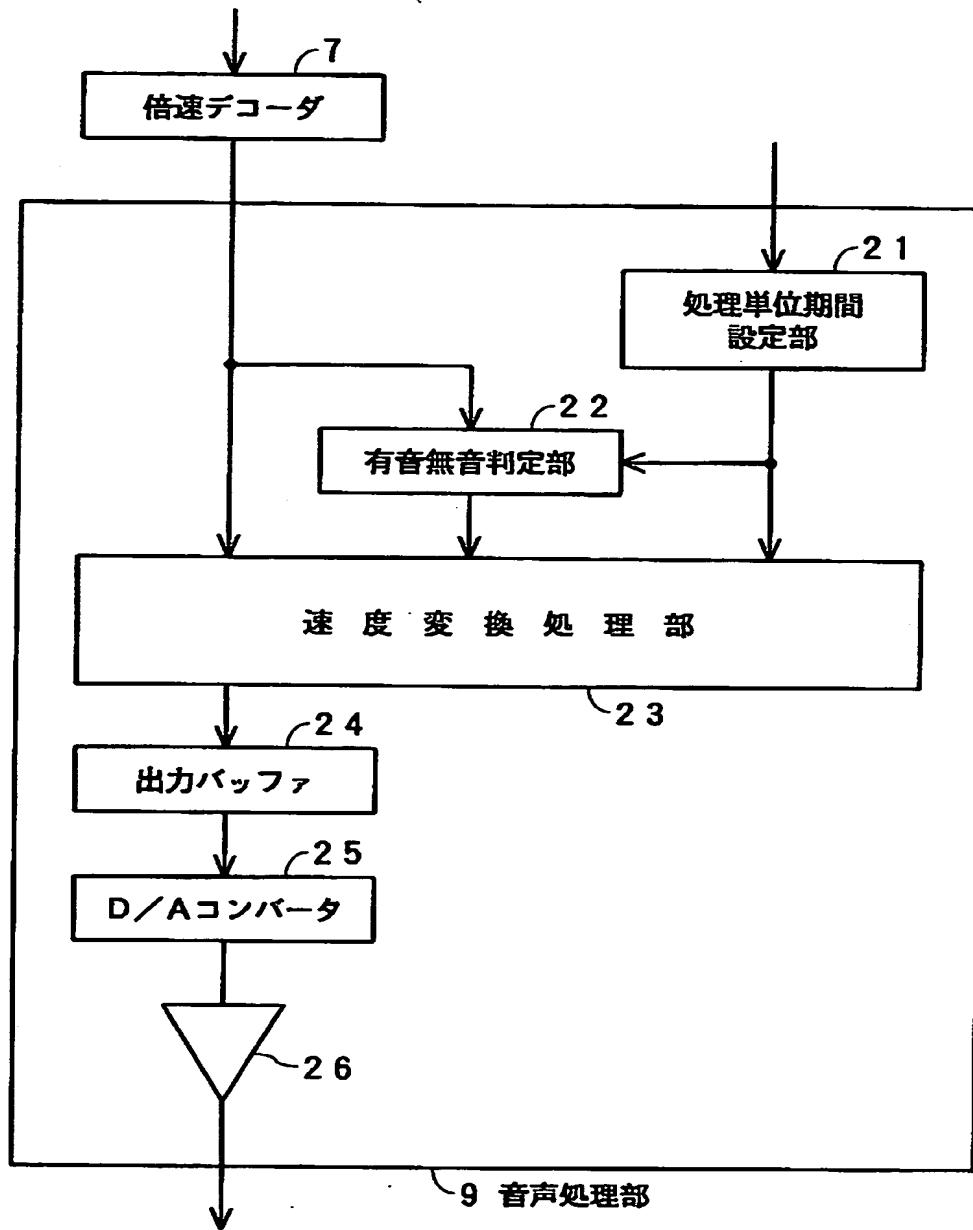 7
倍速デコーダ
21
処理単位期間
設定部
22
有音無音判定部
速度変換処理部
23
24
出力バッファ
25
D/Aコンバータ
26
9 音声処理部